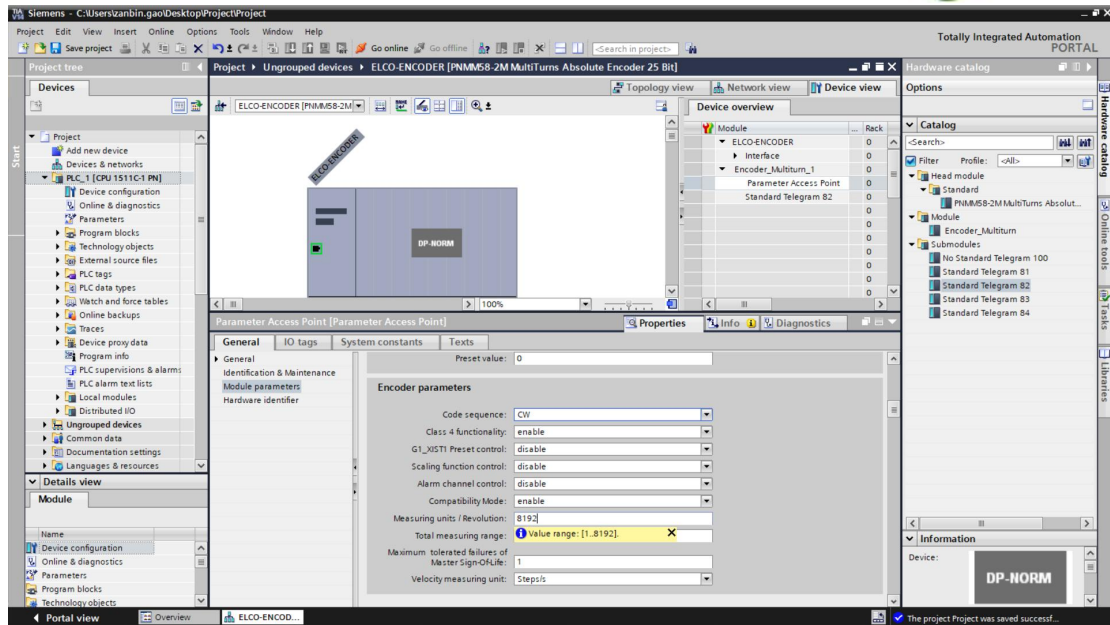 Siemens - C:\Users\zanbin.gao\Desktop\Project\Project
Project Edit View Insert Online Options Tools Window Help
Totally Integrated Automation
PORTAL
Save project
Go online
Go offline
<Search in project>
Project tree
Devices
Project
Add new device
Devices & networks
PLC_1 [CPU 1511C-1 PN]
Device configuration
Online & diagnostics
Parameters
Program blocks
Technology objects
External source files
PLC tags
PLC data types
Watch and force tables
Online backups
Traces
Device proxy data
Program info
PLC supervisions & alarms
PLC alarm text lists
Local modules
Distributed I/O
Ungrouped devices
Common data
Documentation settings
Languages & resources
Details view
Module
Name
Device configuration
Online & diagnostics
Parameters
Program blocks
Technology objects
Start
Project ▸ Ungrouped devices ▸ ELCO-ENCODER [PNMM58-2M MultiTurns Absolute Encoder 25 Bit]
Topology view
Network view
Device view
ELCO-ENCODER [PNMM58-2M
ELCO-ENCODER
DP-NORM
100%
Device overview
Module ... Rack
ELCO-ENCODER 0
Interface 0
Encoder_Multiturn_1 0
Parameter Access Point 0
Standard Telegram 82 0
0
0
0
0
0
0
0
Parameter Access Point [Parameter Access Point]
Properties
Info
Diagnostics
General IO tags System constants Texts
General
Identification & Maintenance
Module parameters
Hardware identifier
Preset value: 0
Encoder parameters
Code sequence: CW
Class 4 functionality: enable
G1_XIST1 Preset control: disable
Scaling function control: disable
Alarm channel control: disable
Compatibility Mode: enable
Measuring units / Revolution: 8192
Total measuring range:
Value range: [1..8192].
Maximum tolerated failures of
Master Sign-Of-Life: 1
Velocity measuring unit: Steps/s
Hardware catalog
Options
Catalog
<Search>
Filter Profile: <All>
Head module
Standard
PNMM58-2M MultiTurns Absolut...
Module
Encoder_Multiturn
Submodules
No Standard Telegram 100
Standard Telegram 81
Standard Telegram 82
Standard Telegram 83
Standard Telegram 84
Information
Device:
DP-NORM
Hardware catalog
Online tools
Tasks
Libraries
Portal view
Overview
ELCO-ENCOD...
The project Project was saved successf...